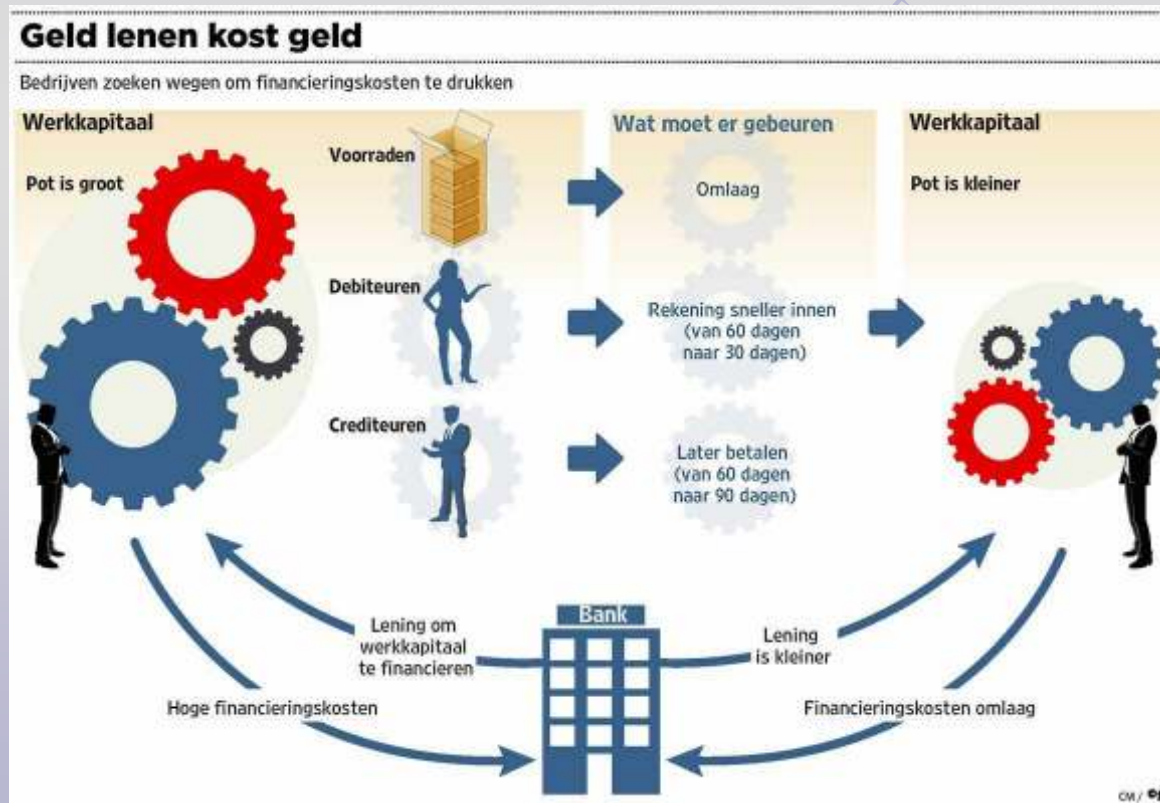 Geld lenen kost geld
Bedrijven zoeken wegen om financieringskosten te drukken
Werkkapitaal
Pot is groot
Voorraden
Debiteuren
Crediteuren
Wat moet er gebeuren
Omlaag
Rekening sneller innen
(van 60 dagen
naar 30 dagen)
Later betalen
(van 60 dagen
naar 90 dagen)
Werkkapitaal
Pot is kleiner
Bank
Lening om
werkkapitaal
te financieren
Lening
is kleiner
Hoge financieringskosten
Financieringskosten omlaag
CM /